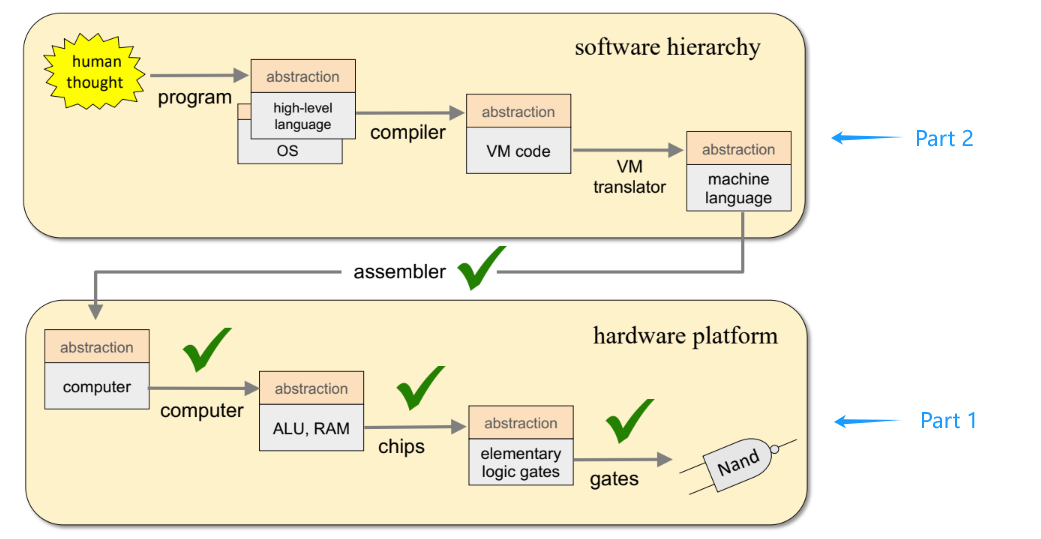 software hierarchy
human
thought
program
abstraction
high-level
language
OS
compiler
abstraction
VM code
VM
translator
abstraction
machine
language
Part 2
assembler
hardware platform
abstraction
computer
computer
abstraction
ALU, RAM
chips
abstraction
elementary
logic gates
gates
Nand
Part 1